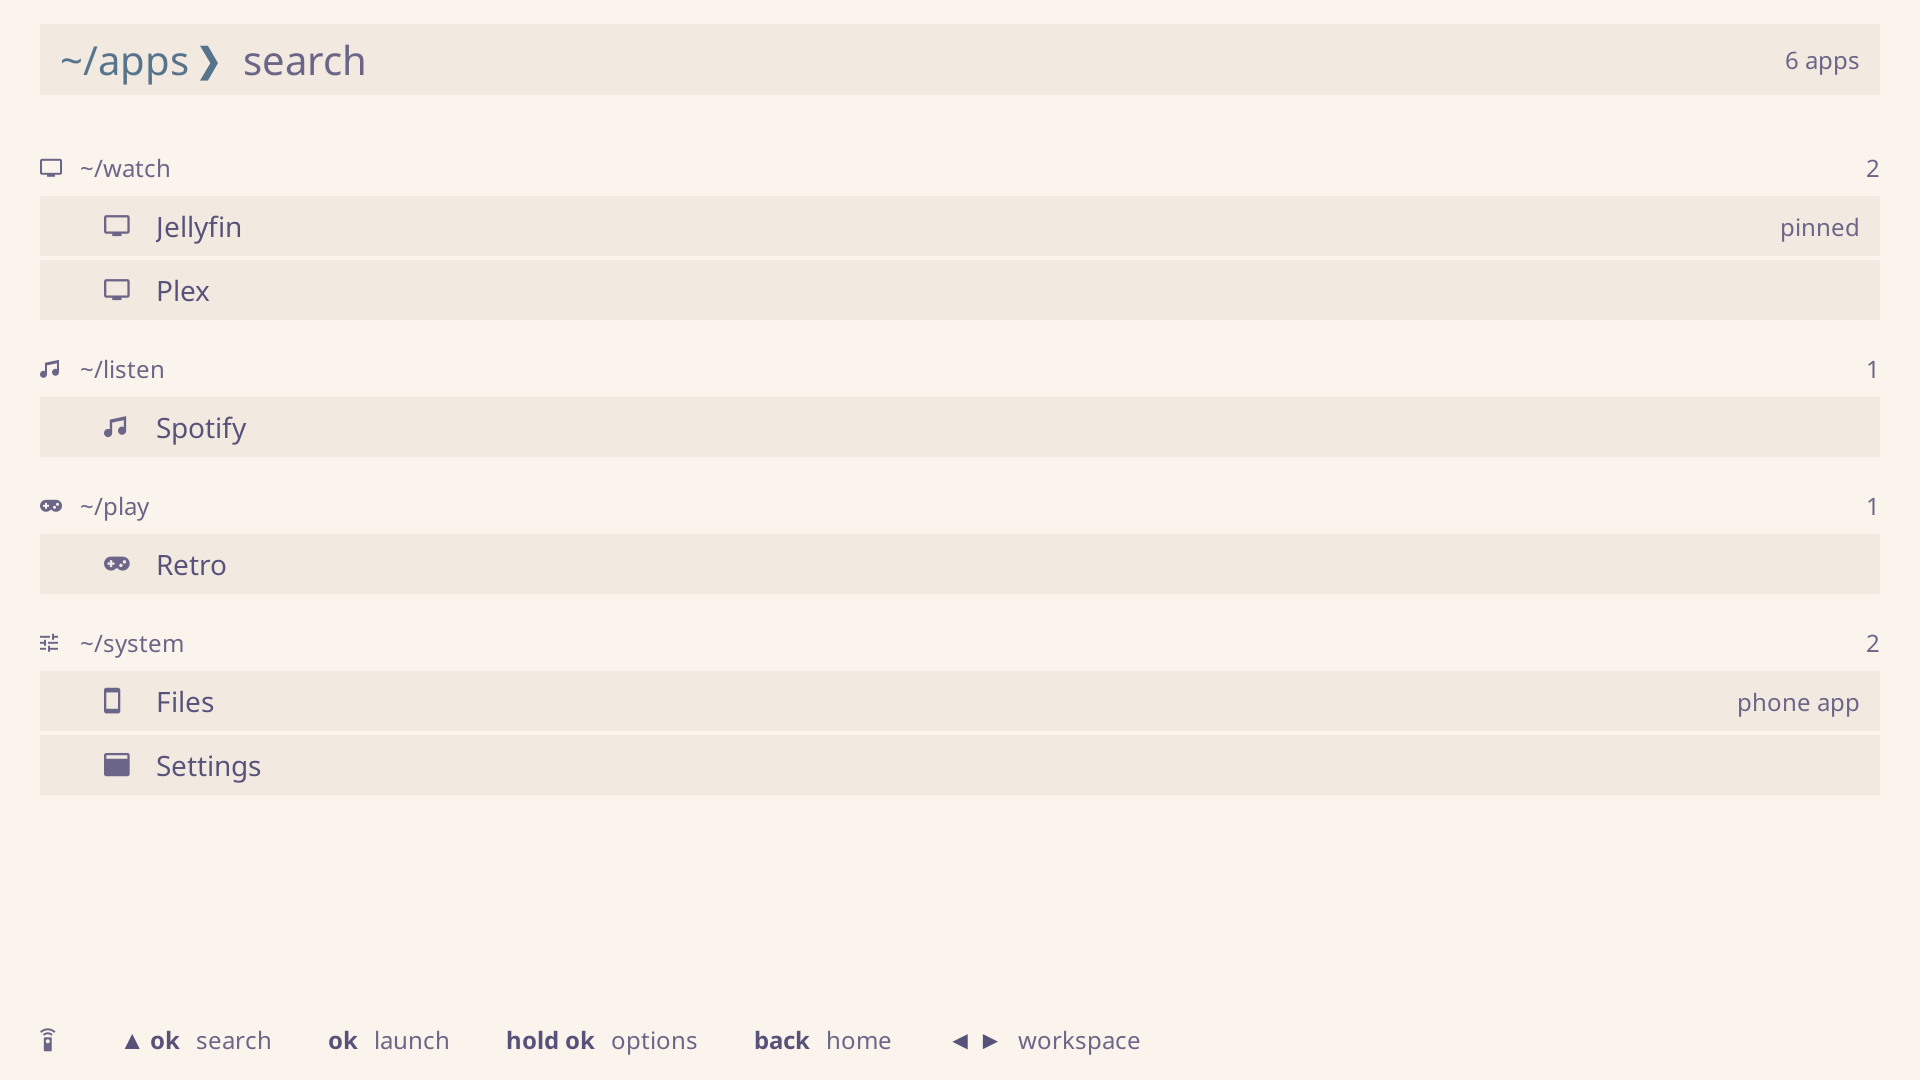 ~/apps ❯ search 6 apps
~/watch 2
Jellyfin pinned
Plex
~/listen 1
Spotify
~/play 1
Retro
~/system 2
Files phone app
Settings
▲ ok search ok launch hold ok options back home ◀ ▶ workspace